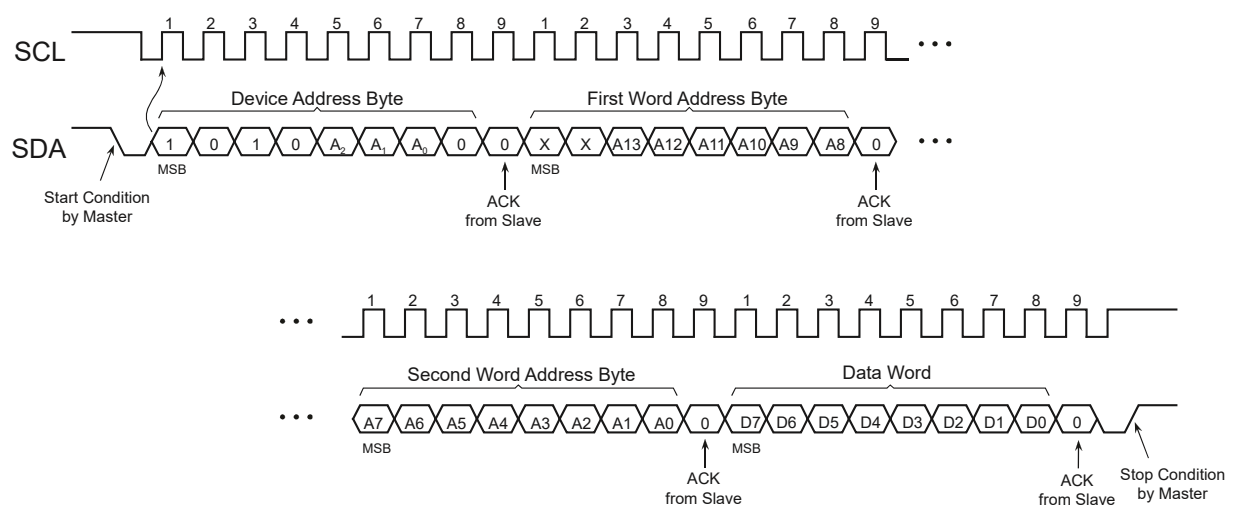 1 2 3 4 5 6 7 8 9 1 2 3 4 5 6 7 8 9
SCL
Device Address Byte First Word Address Byte
SDA 1 0 1 0 A2 A1 A0 0 0 X X A13 A12 A11 A10 A9 A8 0
MSB MSB
Start Condition
by Master
ACK
from Slave
ACK
from Slave
1 2 3 4 5 6 7 8 9 1 2 3 4 5 6 7 8 9
Second Word Address Byte Data Word
A7 A6 A5 A4 A3 A2 A1 A0 0 D7 D6 D5 D4 D3 D2 D1 D0 0
MSB MSB
ACK
from Slave
ACK
from Slave
Stop Condition
by Master